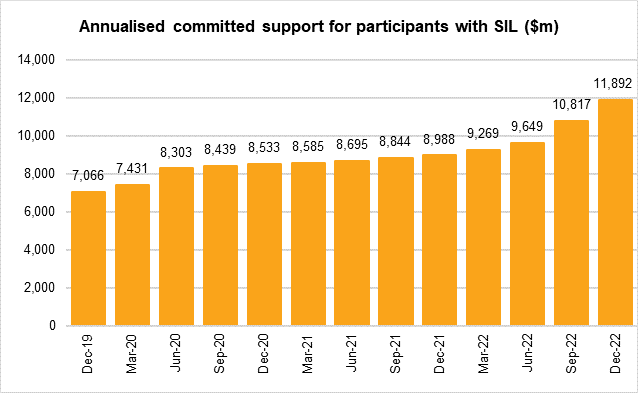 Annualised committed support for participants with SIL ($m)
14,000
12,000
10,000
8,000
6,000
4,000
2,000
0
7,066
7,431
8,303
8,439
8,533
8,585
8,695
8,844
8,988
9,269
9,649
10,817
11,892
Dec-19
Mar-20
Jun-20
Sep-20
Dec-20
Mar-21
Jun-21
Sep-21
Dec-21
Mar-22
Jun-22
Sep-22
Dec-22